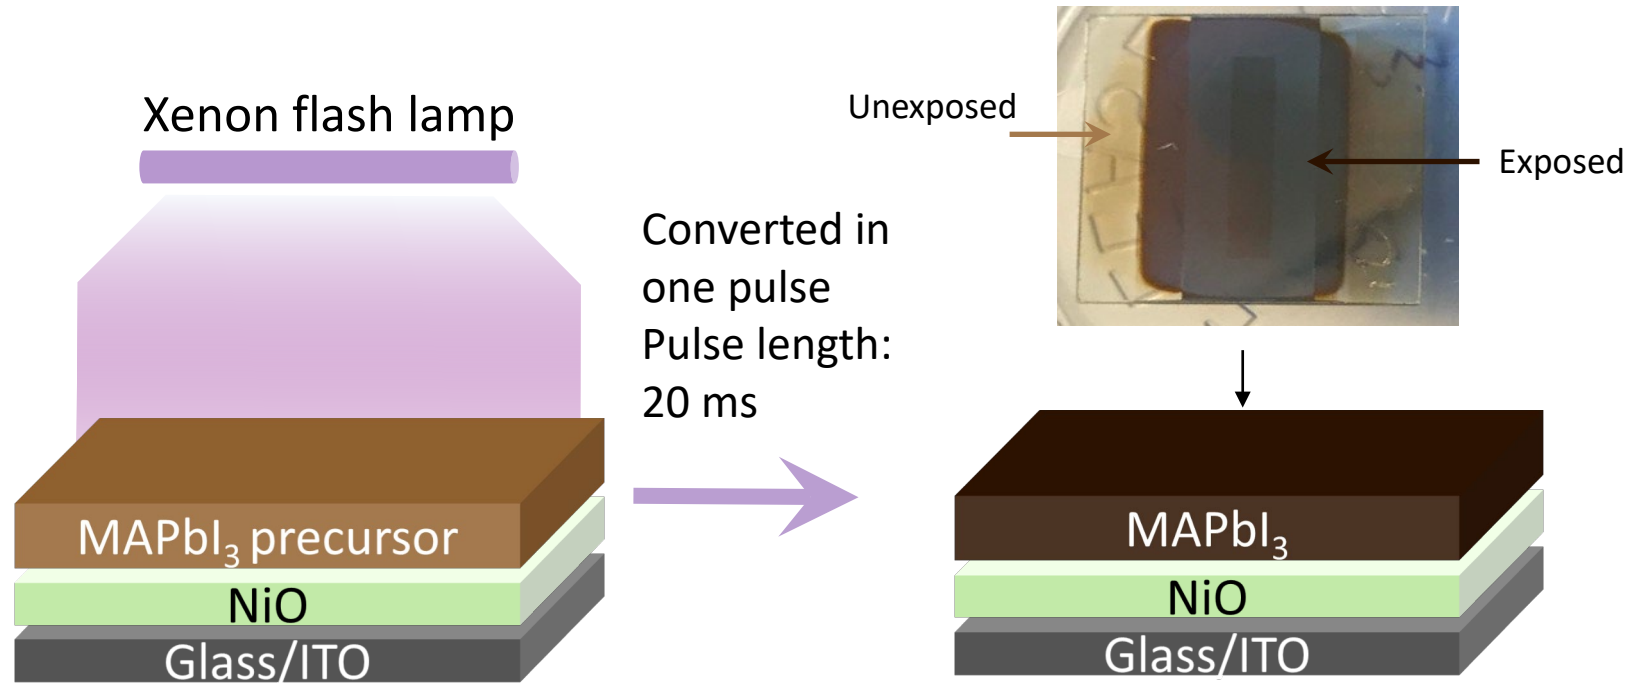 Xenon flash lamp
Converted in
one pulse
Pulse length:
20 ms
MAPbI₃ precursor
NiO
Glass/ITO
Unexposed
Exposed
MAPbI₃
NiO
Glass/ITO